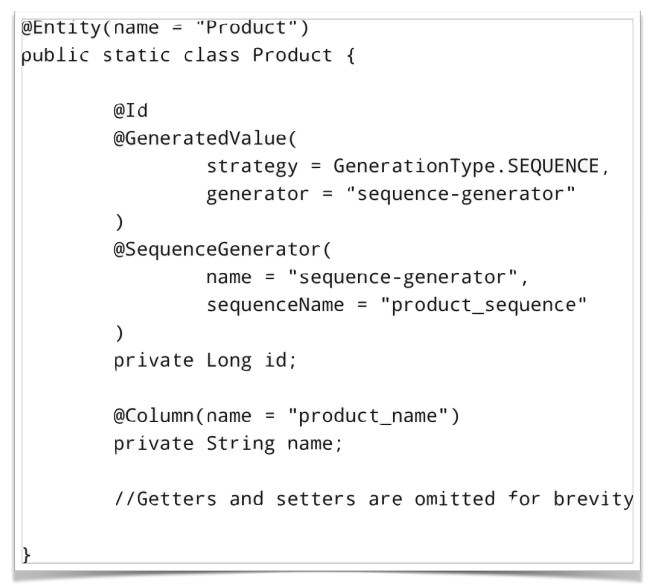 @Entity(name = "Product")
public static class Product {
@Id
@GeneratedValue(
strategy = GenerationType.SEQUENCE,
generator = "sequence-generator"
)
@SequenceGenerator(
name = "sequence-generator",
sequenceName = "product_sequence"
)
private Long id;
@Column(name = "product_name")
private String name;
//Getters and setters are omitted for brevity
}